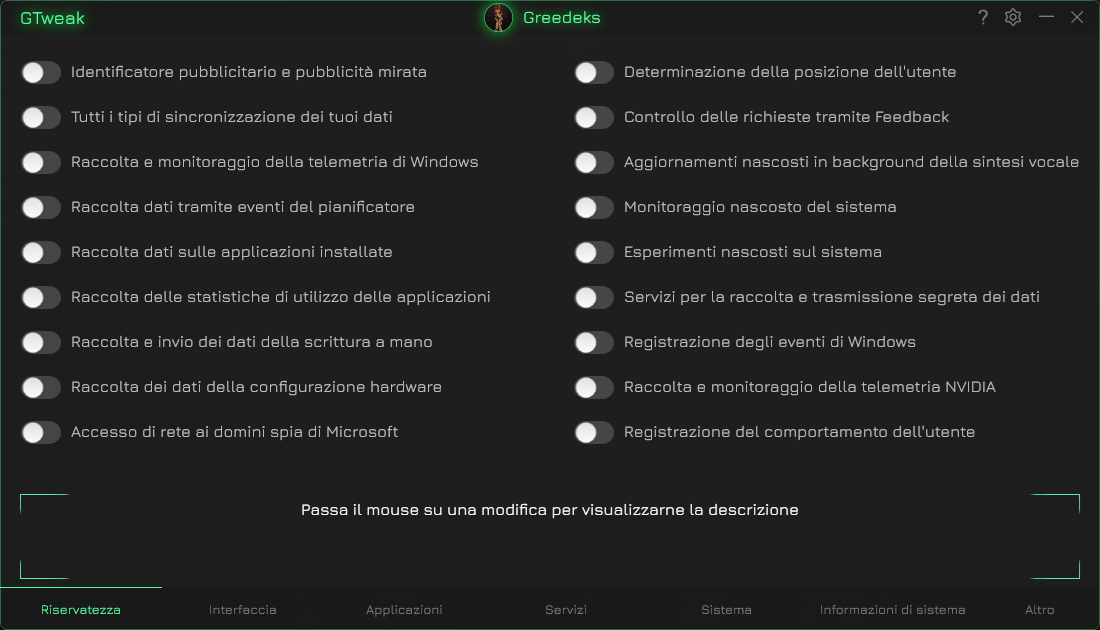 GTweak
Greedeks
?
Identificatore pubblicitario e pubblicità mirata
Tutti i tipi di sincronizzazione dei tuoi dati
Raccolta e monitoraggio della telemetria di Windows
Raccolta dati tramite eventi del pianificatore
Raccolta dati sulle applicazioni installate
Raccolta delle statistiche di utilizzo delle applicazioni
Raccolta e invio dei dati della scrittura a mano
Raccolta dei dati della configurazione hardware
Accesso di rete ai domini spia di Microsoft
Determinazione della posizione dell'utente
Controllo delle richieste tramite Feedback
Aggiornamenti nascosti in background della sintesi vocale
Monitoraggio nascosto del sistema
Esperimenti nascosti sul sistema
Servizi per la raccolta e trasmissione segreta dei dati
Registrazione degli eventi di Windows
Raccolta e monitoraggio della telemetria NVIDIA
Registrazione del comportamento dell'utente
Passa il mouse su una modifica per visualizzarne la descrizione
Riservatezza
Interfaccia
Applicazioni
Servizi
Sistema
Informazioni di sistema
Altro